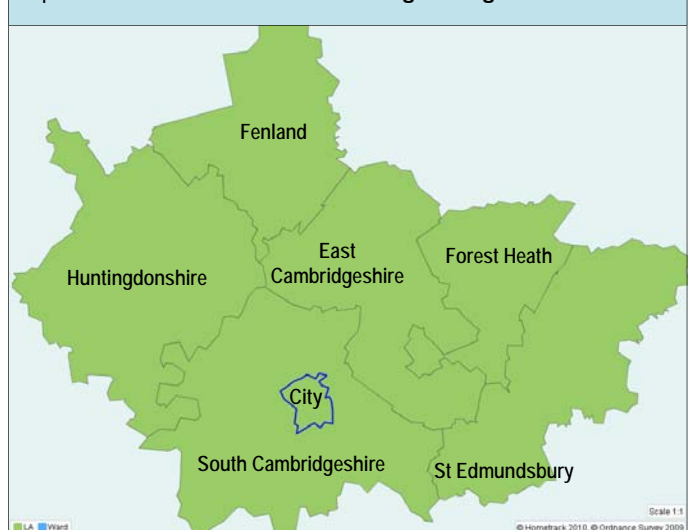 Fenland
East
Cambridgeshire
Forest Heath
Huntingdonshire
City
South Cambridgeshire
St Edmundsbury
Scale 1:1
LA Ward
© Hometrack 2010, © Ordnance Survey 2009